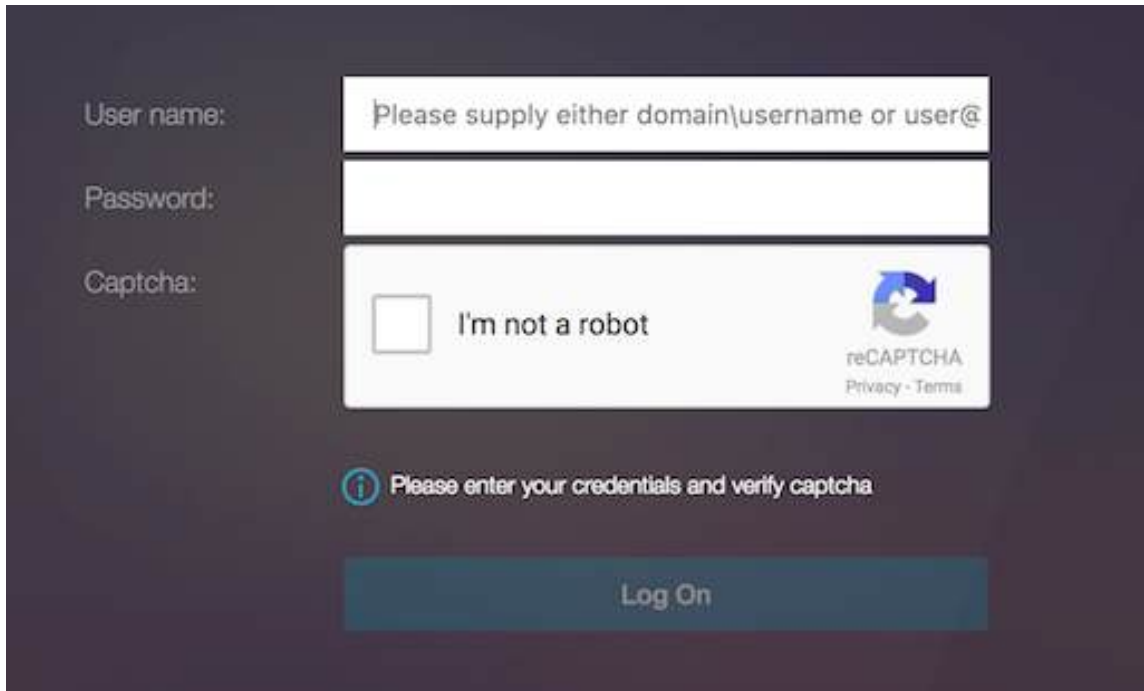 User name:
Please supply either domain\username or user@
Password:
Captcha:
I'm not a robot
reCAPTCHA
Privacy - Terms
Please enter your credentials and verify captcha
Log On